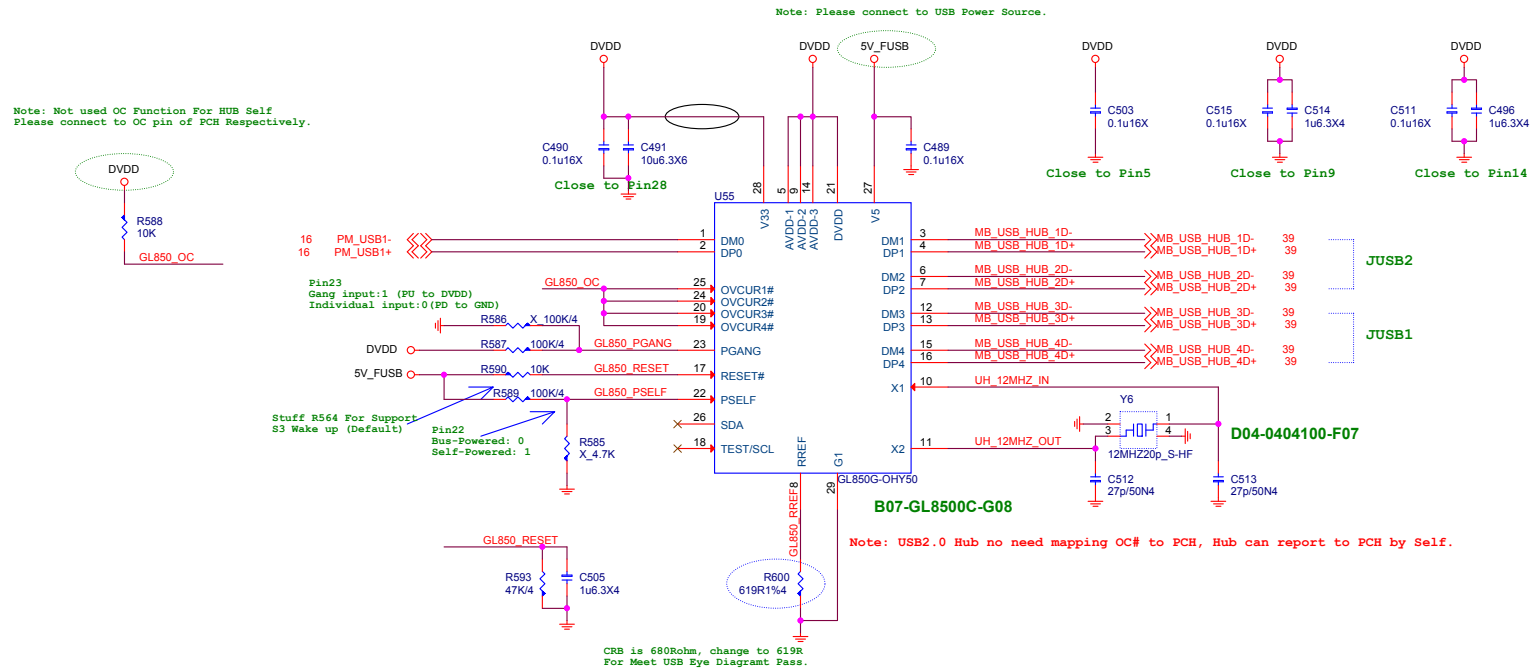 Note: Please connect to USB Power Source.
DVDD
DVDD
5V_FUSB
DVDD
DVDD
DVDD
Note: Not used OC Function For HUB Self
Please connect to OC pin of PCH Respectively.
C503
0.1u16X
C515
0.1u16X
C514
1u6.3X4
C511
0.1u16X
C496
1u6.3X4
C490
0.1u16X
C491
10u6.3X6
C489
0.1u16X
DVDD
Close to Pin28
Close to Pin5
Close to Pin9
Close to Pin14
R588
10K
GL850_OC
U55
28
5
9
14
21
27
V33
AVDD-1
AVDD-2
AVDD-3
DVDD
V5
16 PM_USB1-
16 PM_USB1+
1 DM0
2 DP0
DM1 3 MB_USB_HUB_1D- MB_USB_HUB_1D- 39
DP1 4 MB_USB_HUB_1D+ MB_USB_HUB_1D+ 39
DM2 6 MB_USB_HUB_2D- MB_USB_HUB_2D- 39
DP2 7 MB_USB_HUB_2D+ MB_USB_HUB_2D+ 39
JUSB2
DM3 12 MB_USB_HUB_3D- MB_USB_HUB_3D- 39
DP3 13 MB_USB_HUB_3D+ MB_USB_HUB_3D+ 39
DM4 15 MB_USB_HUB_4D- MB_USB_HUB_4D- 39
DP4 16 MB_USB_HUB_4D+ MB_USB_HUB_4D+ 39
JUSB1
Pin23
Gang input:1 (PU to DVDD)
Individual input:0(PD to GND)
GL850_OC
25 OVCUR1#
24 OVCUR2#
20 OVCUR3#
19 OVCUR4#
R586 X_100K/4
DVDD R587 100K/4 GL850_PGANG 23 PGANG
5V_FUSB R590 10K GL850_RESET 17 RESET#
R589 100K/4 GL850_PSELF 22 PSELF
26 SDA
18 TEST/SCL
X1 10 UH_12MHZ_IN
X2 11 UH_12MHZ_OUT
Stuff R564 For Support
S3 Wake up (Default)
Pin22
Bus-Powered: 0
Self-Powered: 1
R585
X_4.7K
Y6
2
3
1
4
12MHZ20p_S-HF
D04-0404100-F07
C512
27p/50N4
C513
27p/50N4
RREF
G1
8
29
GL850G-OHY50
B07-GL8500C-G08
GL850_RREF
Note: USB2.0 Hub no need mapping OC# to PCH, Hub can report to PCH by Self.
GL850_RESET
R593
47K/4
C505
1u6.3X4
R600
619R1%4
CRB is 680Rohm, change to 619R
For Meet USB Eye Diagramt Pass.